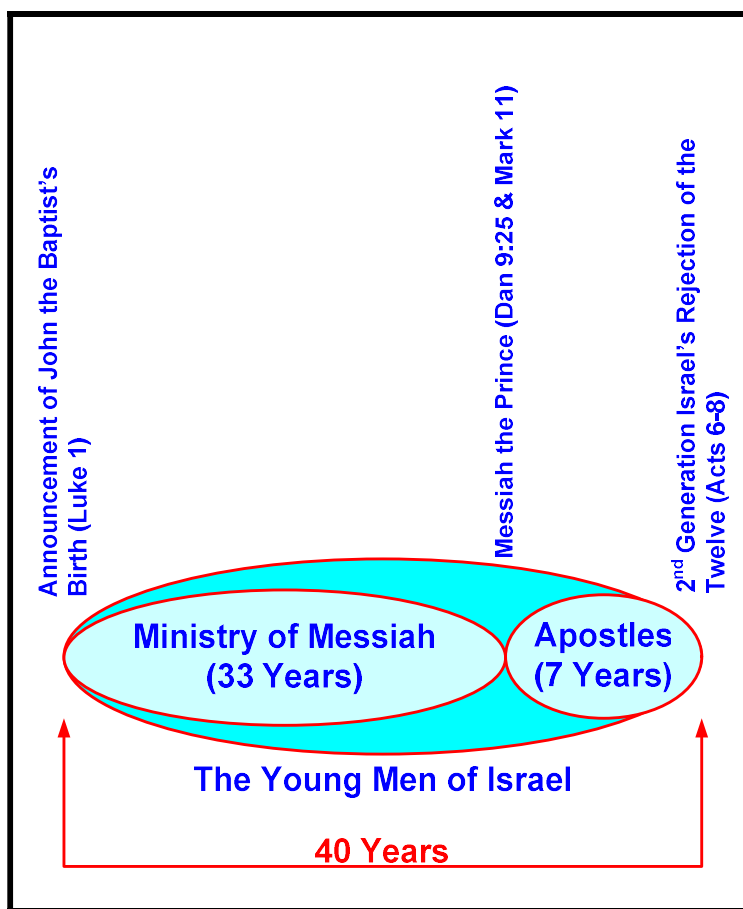 Announcement of John the Baptist's
Birth (Luke 1)
Messiah the Prince (Dan 9:25 & Mark 11)
2nd Generation Israel's Rejection of the
Twelve (Acts 6-8)
Ministry of Messiah
(33 Years)
Apostles
(7 Years)
The Young Men of Israel
40 Years